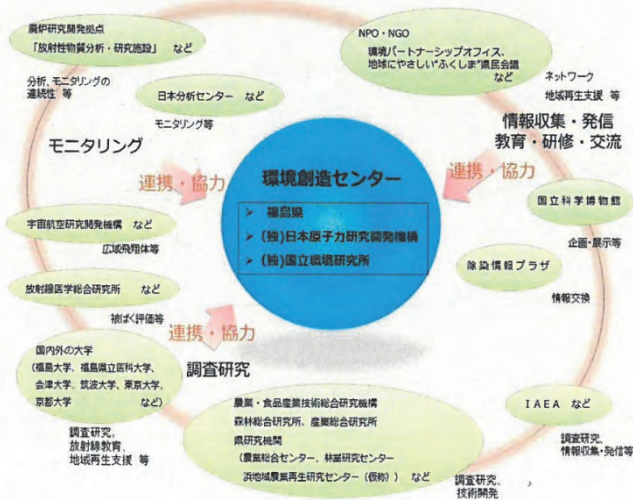 廃炉研究開発拠点
「放射性物質分析・研究施設」 など
分析、モニタリングの
連続性 等
日本分析センター など
モニタリング等
モニタリング
NPO・NGO
環境パートナーシップオフィス、
地球にやさしい"ふくしま"県民会議
など
ネットワーク
地域再生支援 等
情報収集・発信
教育・研修・交流
連携・協力
連携・協力
環境創造センター
➢ 福島県
➢ (独)日本原子力研究開発機構
➢ (独)国立環境研究所
国立科学博物館
企画・展示等
宇宙航空研究開発機構 など
広域飛翔体等
除染情報プラザ
情報交換
放射線医学総合研究所 など
被ばく評価等
連携・協力
調査研究
国内外の大学
(福島大学、福島県立医科大学、
会津大学、筑波大学、東京大学、
京都大学 など)
調査研究、
放射線教育、
地域再生支援 等
農業・食品産業技術総合研究機構
森林総合研究所、産業総合研究所
県研究機関
(農業総合センター、林業研究センター
浜地域農業再生研究センター(仮称)) など
調査研究、
技術開発
IAEA など
調査研究、
情報収集・発信等